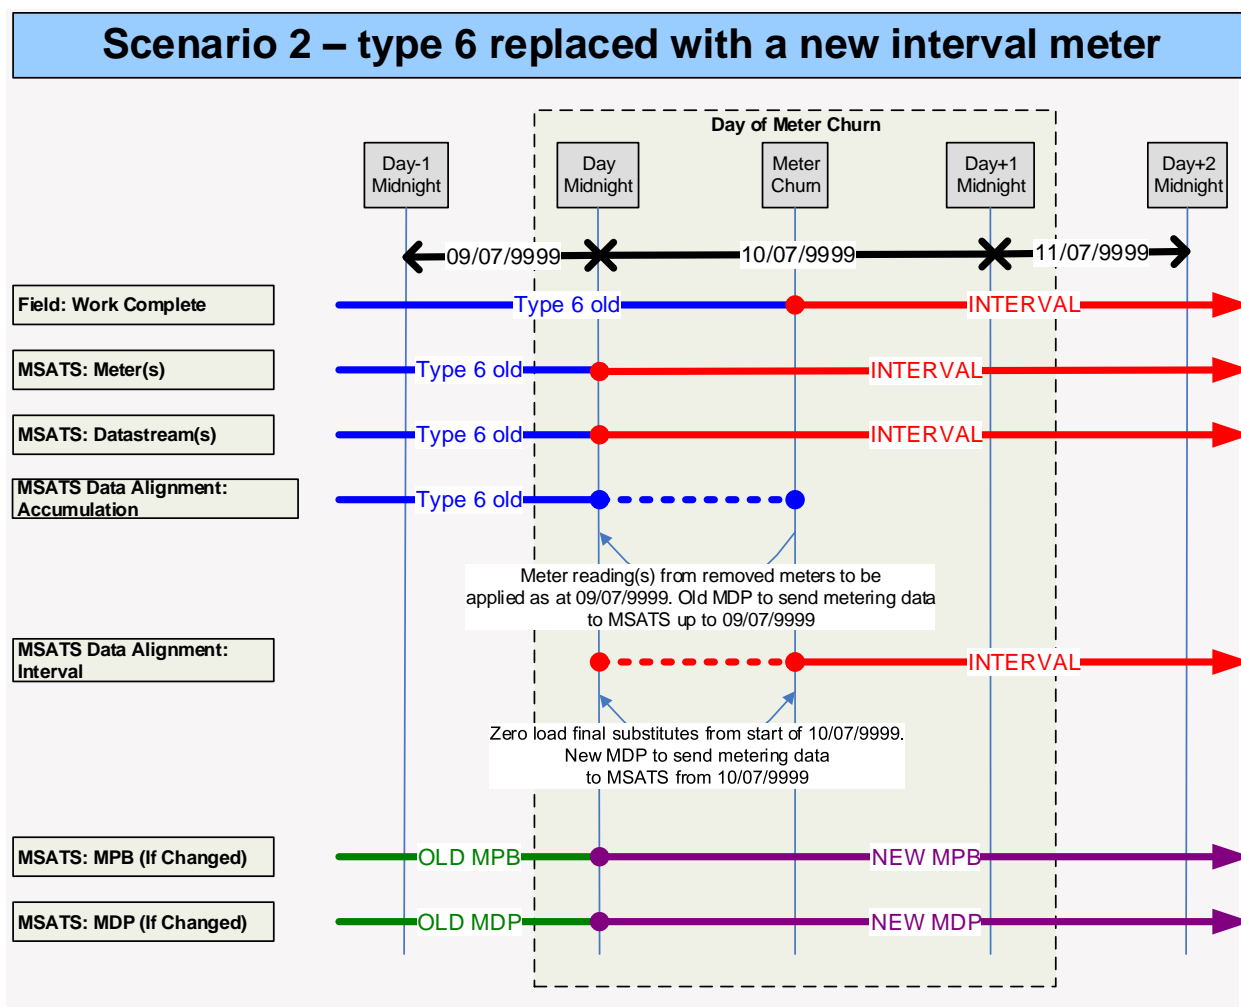 Scenario 2 – type 6 replaced with a new interval meter
Day of Meter Churn
Day-1
Midnight
Day
Midnight
Meter
Churn
Day+1
Midnight
Day+2
Midnight
09/07/9999
10/07/9999
11/07/9999
Field: Work Complete
Type 6 old
INTERVAL
MSATS: Meter(s)
Type 6 old
INTERVAL
MSATS: Datastream(s)
Type 6 old
INTERVAL
MSATS Data Alignment:
Accumulation
Type 6 old
Meter reading(s) from removed meters to be
applied as at 09/07/9999. Old MDP to send metering data
to MSATS up to 09/07/9999
MSATS Data Alignment:
Interval
INTERVAL
Zero load final substitutes from start of 10/07/9999.
New MDP to send metering data
to MSATS from 10/07/9999
MSATS: MPB (If Changed)
OLD MPB
NEW MPB
MSATS: MDP (If Changed)
OLD MDP
NEW MDP